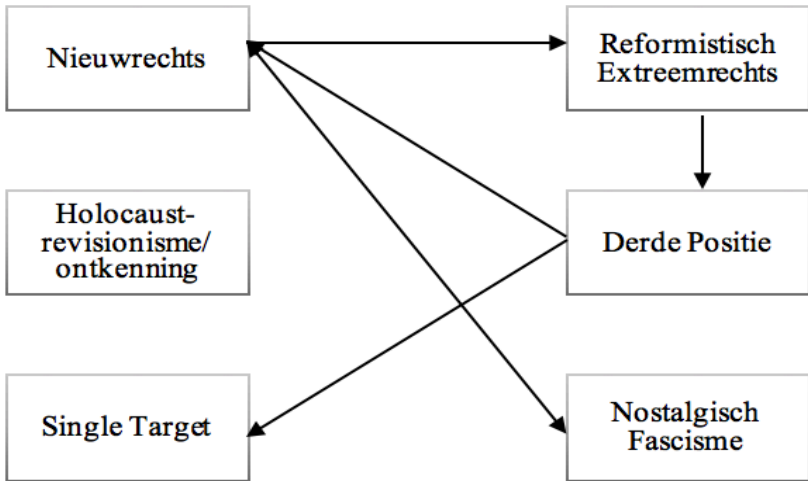 Nieuwrechts
Reformistisch
Extreemrechts
Holocaust-
revisionisme/
ontkenning
Derde Positie
Single Target
Nostalgisch
Fascisme